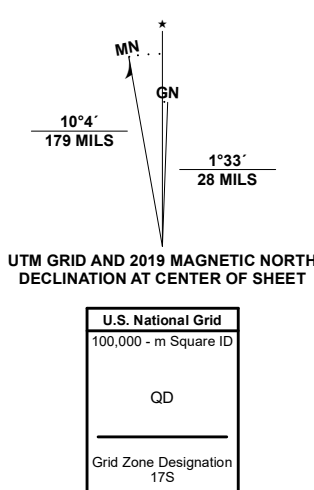 ★
MN
GN
10°4´
179 MILS
1°33´
28 MILS
UTM GRID AND 2019 MAGNETIC NORTH
DECLINATION AT CENTER OF SHEET
U.S. National Grid
100,000 - m Square ID
QD
Grid Zone Designation
17S